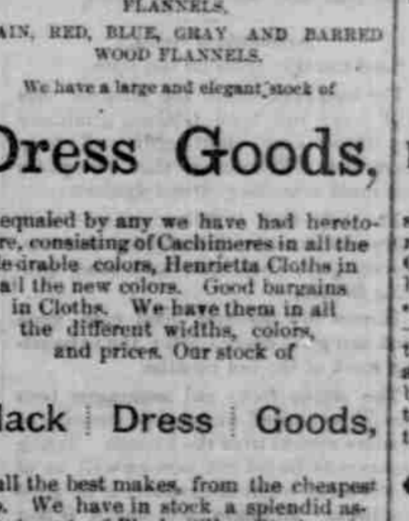 FLANNELS.
AIN, RED, BLUE, GRAY AND BARRED
WOOD FLANNELS.
We have a large and elegant stock of
Dress Goods,
equaled by any we have had hereto-
re, consisting of Cachimeres in all the
desirable colors, Henrietta Cloths in
all the new colors. Good bargains
in Cloths. We have them in all
the different widths, colors,
and prices. Our stock of
lack Dress Goods,
all the best makes, from the cheapest
We have in stock a splendid as-